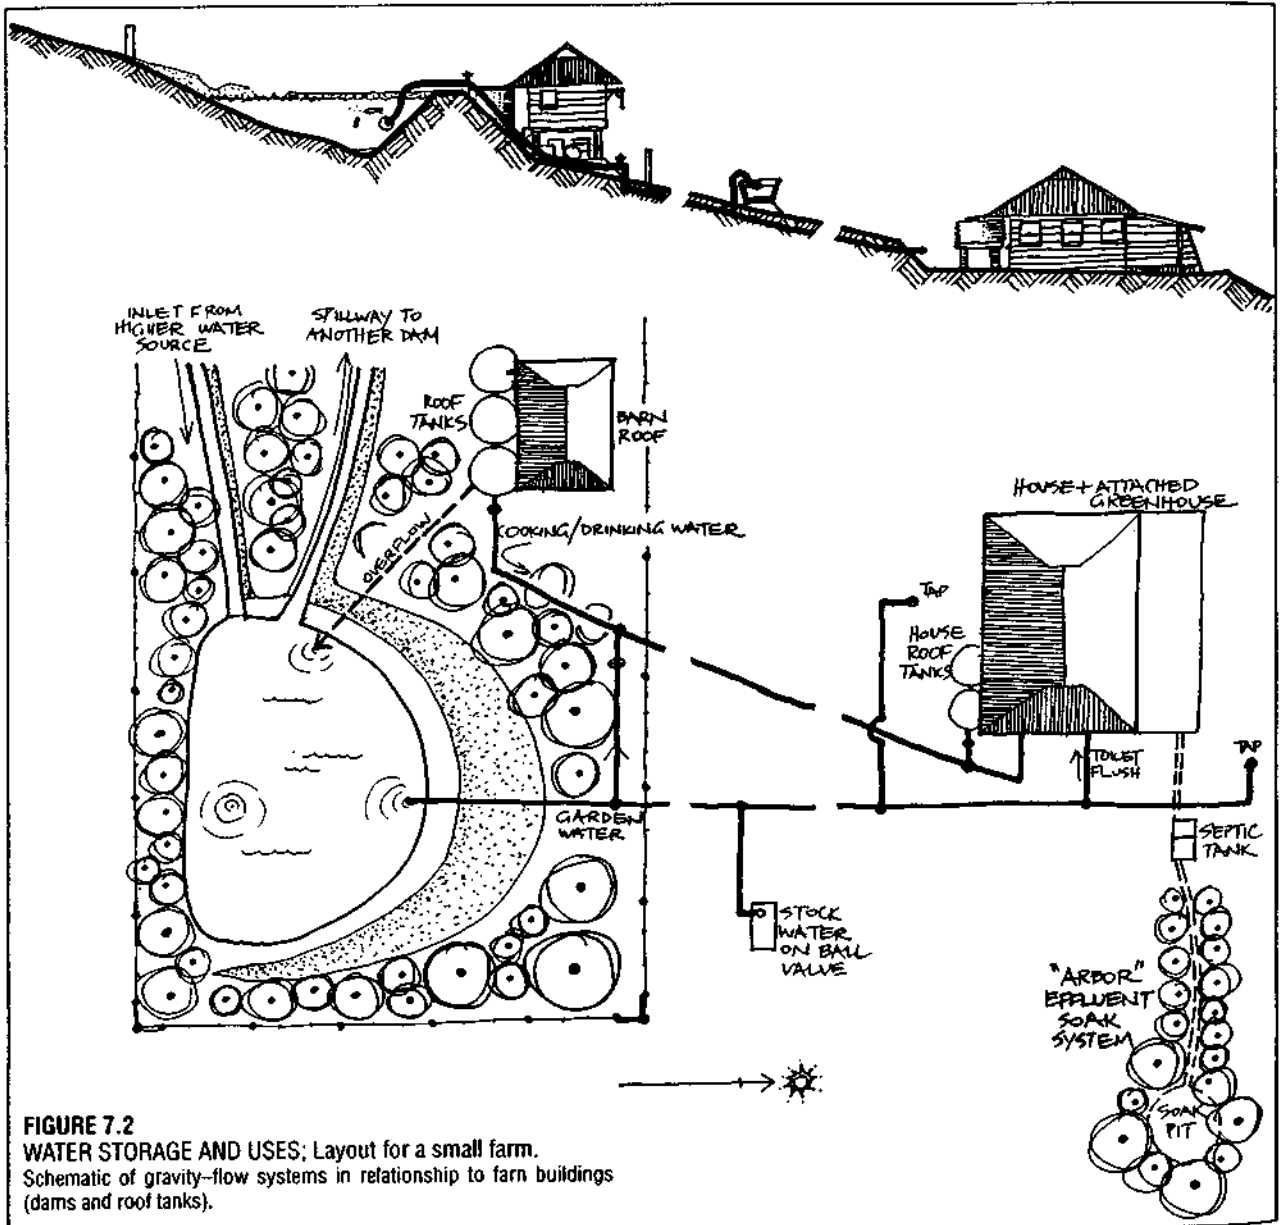 INLET FROM
HIGHER WATER
SOURCE
SPILLWAY TO
ANOTHER DAM
ROOF
TANKS
BARN
ROOF
OVERFLOW
COOKING/DRINKING WATER
HOUSE + ATTACHED
GREENHOUSE
TAP
HOUSE
ROOF
TANKS
TOILET
FLUSH
TAP
GARDEN
WATER
SEPTIC
TANK
STOCK
WATER
ON BALL
VALVE
"ARBOR"
EFFLUENT
SOAK
SYSTEM
SOAK
PIT
FIGURE 7.2
WATER STORAGE AND USES; Layout for a small farm.
Schematic of gravity–flow systems in relationship to farn buildings
(dams and roof tanks).